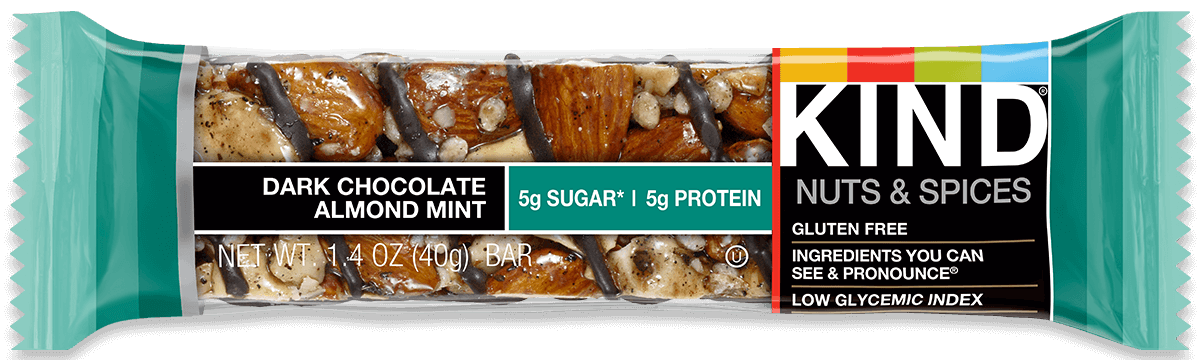 DARK CHOCOLATE
ALMOND MINT
5g SUGAR* | 5g PROTEIN
NET WT. 1.4 OZ (40g) BAR
U
KIND®
NUTS & SPICES
GLUTEN FREE
INGREDIENTS YOU CAN
SEE & PRONOUNCE®
LOW GLYCEMIC INDEX